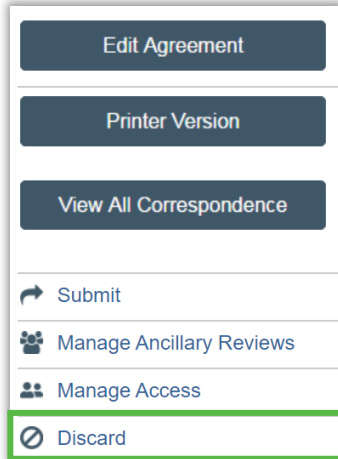 Edit Agreement
Printer Version
View All Correspondence
Submit
Manage Ancillary Reviews
Manage Access
Discard